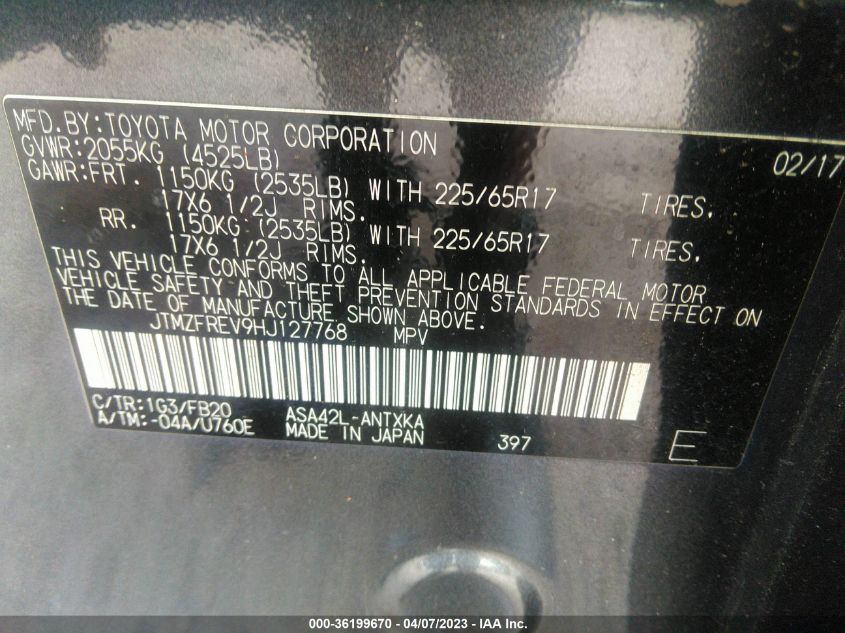 MFD.BY:TOYOTA MOTOR CORPORATION 02/17
GVWR:2055KG (4525LB)
GAWR:FRT. 1150KG (2535LB) WITH 225/65R17 TIRES.
17X6 1/2J RIMS.
RR. 1150KG (2535LB) WITH 225/65R17 TIRES.
17X6 1/2J RIMS.
THIS VEHICLE CONFORMS TO ALL APPLICABLE FEDERAL MOTOR
VEHICLE SAFETY AND THEFT PREVENTION STANDARDS IN EFFECT ON
THE DATE OF MANUFACTURE SHOWN ABOVE.
JTMZFREV9HJ127768 MPV
C/TR:1G3/FB20 ASA42L-ANTXKA
A/TM:-04A/U760E MADE IN JAPAN 397 E
000-36199670 - 04/07/2023 - IAA Inc.